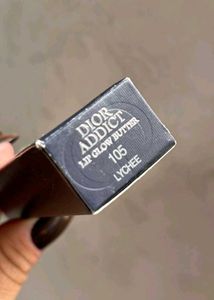 DIOR
ADDICT
LIP GLOW BUTTER
105
LYCHEE